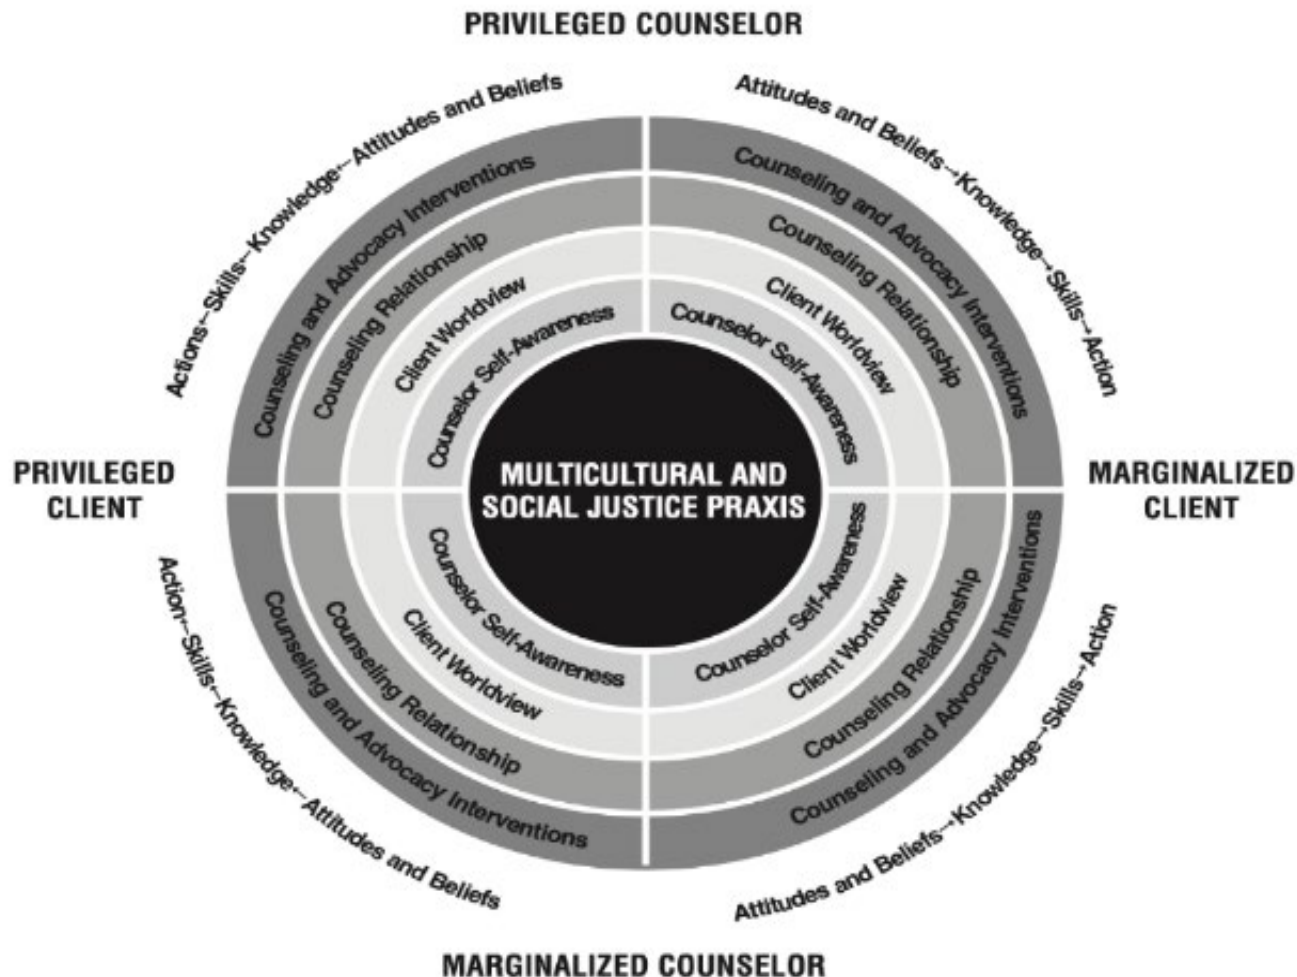 PRIVILEGED COUNSELOR
Actions←Skills←Knowledge←Attitudes and Beliefs
Attitudes and Beliefs→Knowledge→Skills→Action
Counseling and Advocacy Interventions
Counseling Relationship
Client Worldview
Counselor Self-Awareness
Counseling and Advocacy Interventions
Counseling Relationship
Client Worldview
Counselor Self-Awareness
PRIVILEGED
CLIENT
MULTICULTURAL AND
SOCIAL JUSTICE PRAXIS
MARGINALIZED
CLIENT
Counselor Self-Awareness
Client Worldview
Counseling Relationship
Counseling and Advocacy Interventions
Counselor Self-Awareness
Client Worldview
Counseling Relationship
Counseling and Advocacy Interventions
Action←Skills←Knowledge←Attitudes and Beliefs
Attitudes and Beliefs→Knowledge→Skills→Action
MARGINALIZED COUNSELOR